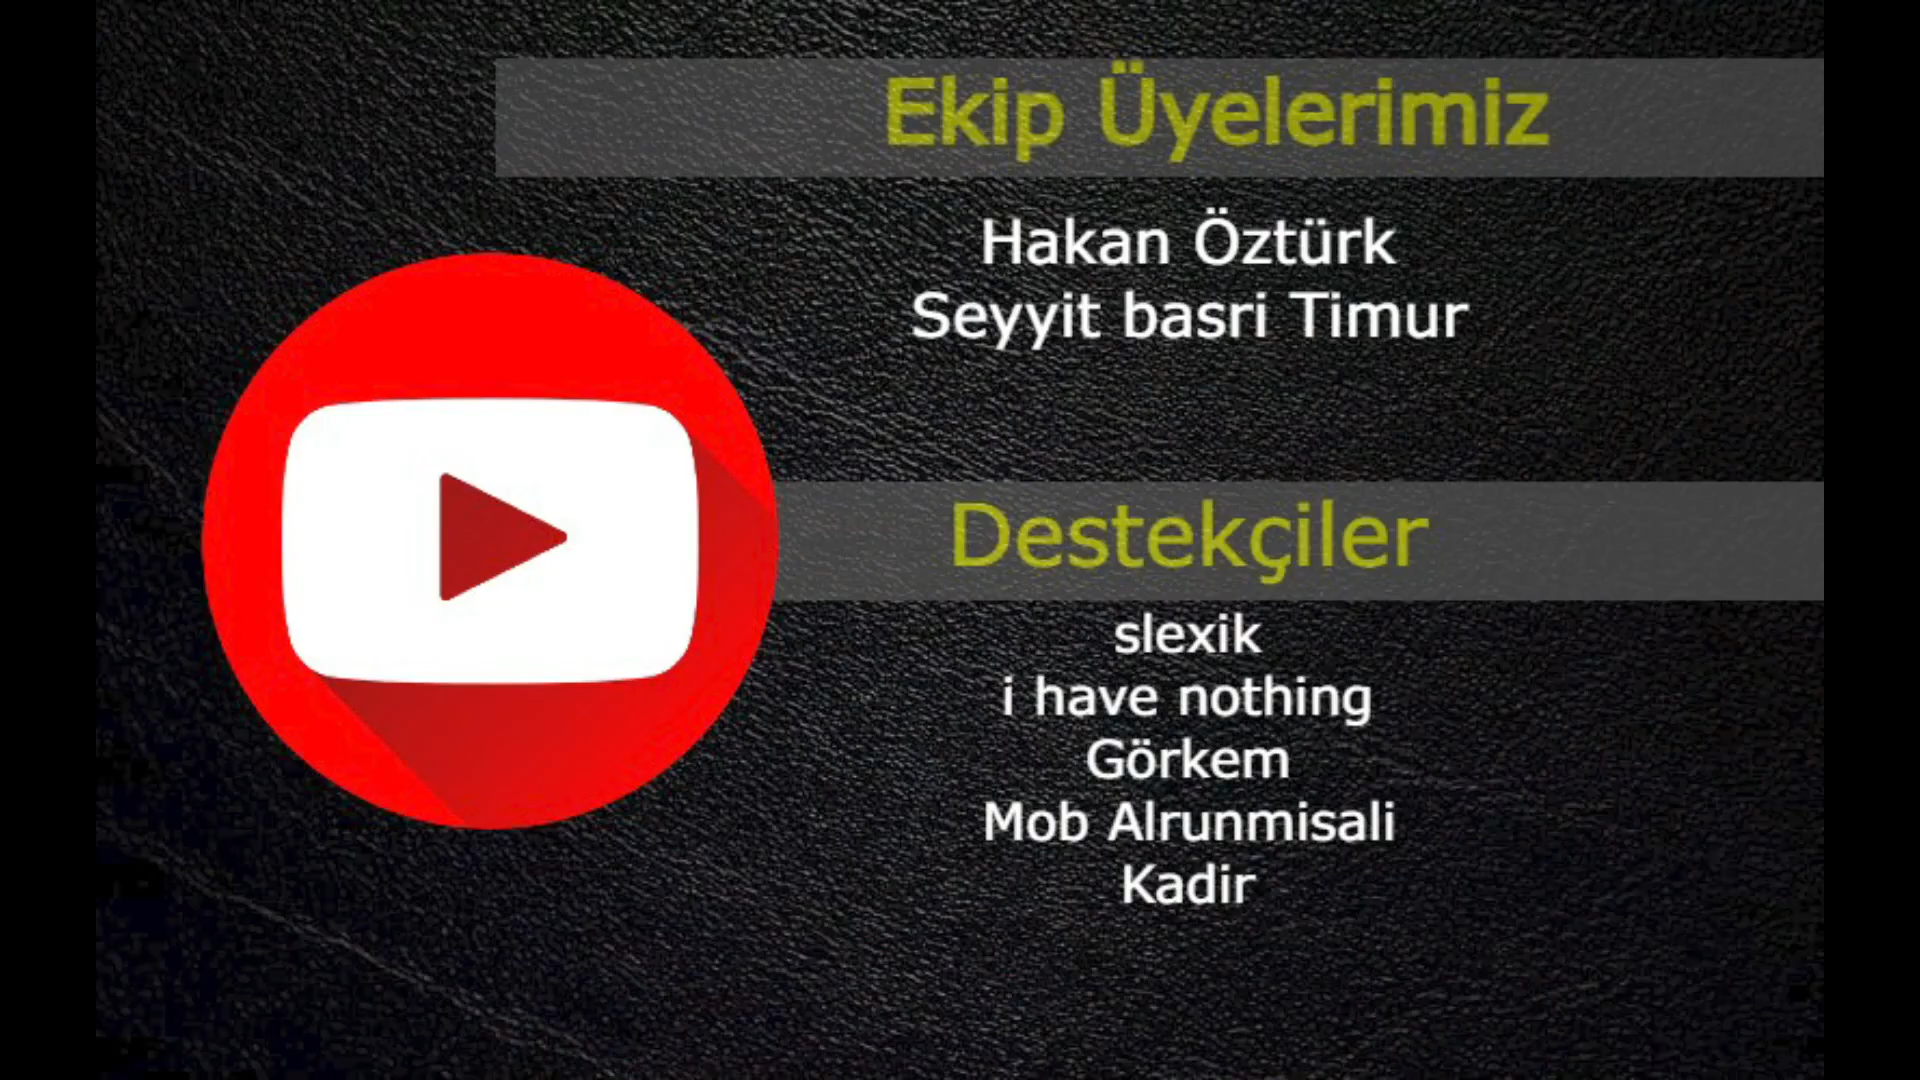 Ekip Üyelerimiz
Hakan Öztürk
Seyyit basri Timur
Destekçiler
slexik
i have nothing
Görkem
Mob Alrunmisali
Kadir